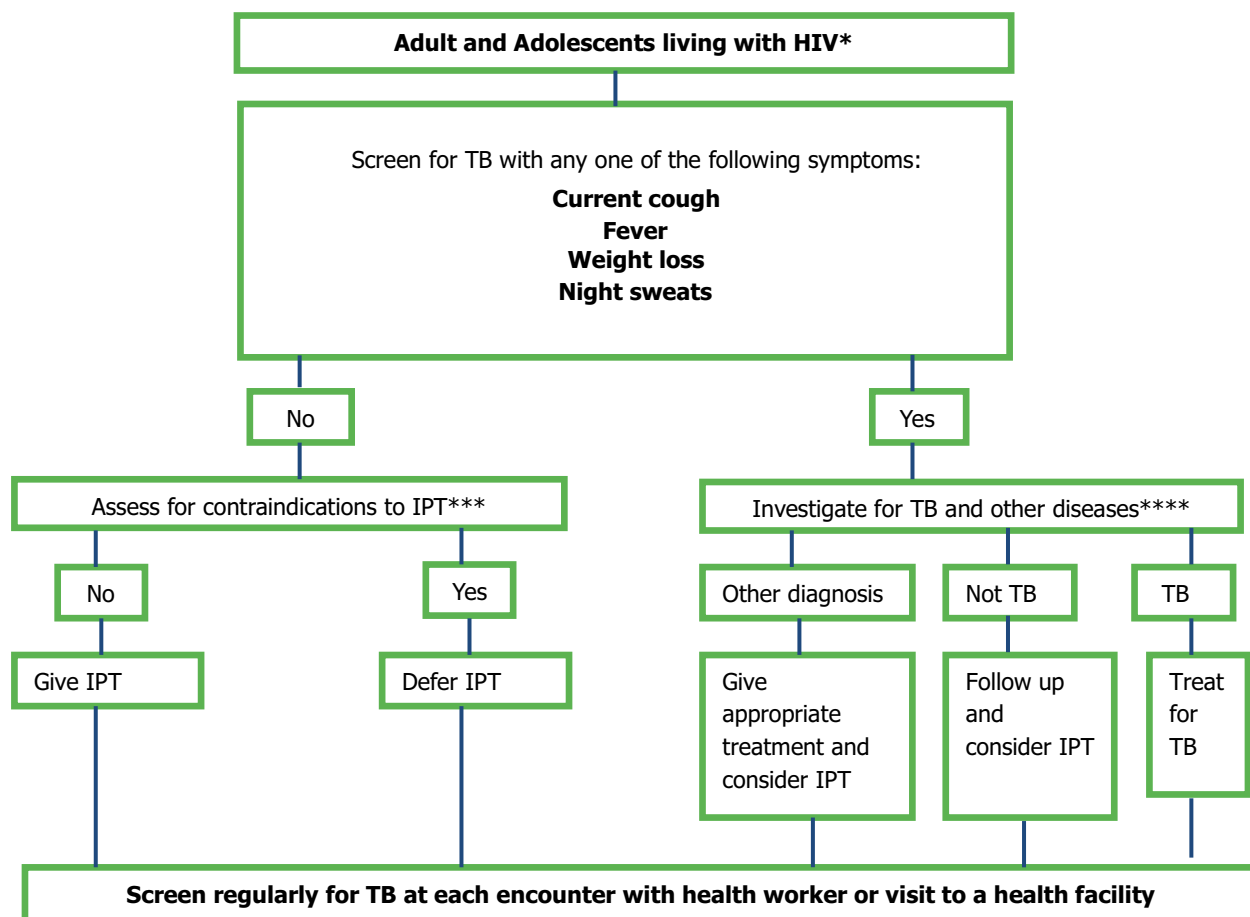 Adult and Adolescents living with HIV*
Screen for TB with any one of the following symptoms:
Current cough
Fever
Weight loss
Night sweats
No
Yes
Assess for contraindications to IPT***
Investigate for TB and other diseases****
No
Yes
Other diagnosis
Not TB
TB
Give IPT
Defer IPT
Give
appropriate
treatment and
consider IPT
Follow up
and
consider IPT
Treat
for
TB
Screen regularly for TB at each encounter with health worker or visit to a health facility